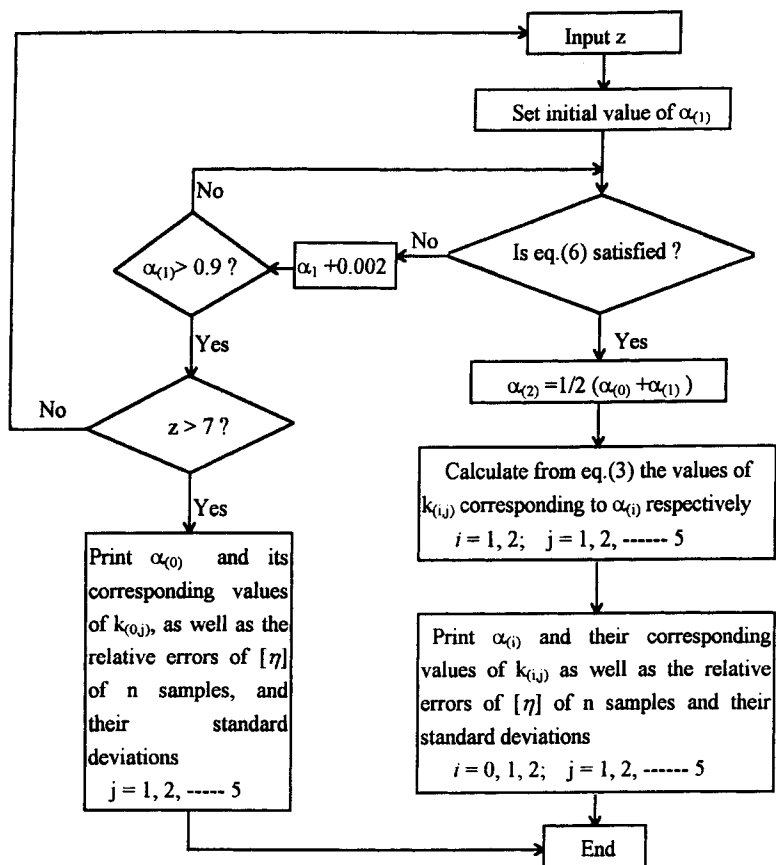 Input z
Set initial value of α(1)
No
Is eq.(6) satisfied ?
No
α1 +0.002
α(1)> 0.9 ?
Yes
Yes
α(2) =1/2 (α(0) +α(1) )
No
z > 7 ?
Yes
Calculate from eq.(3) the values of
k(i,j) corresponding to α(i) respectively
i = 1, 2; j = 1, 2, ------ 5
Print α(0) and its
corresponding values
of k(0,j), as well as the
relative errors of [η]
of n samples, and
their standard
deviations
j = 1, 2, ----- 5
Print α(i) and their corresponding
values of k(i,j) as well as the relative
errors of [η] of n samples and their
standard deviations
i = 0, 1, 2; j = 1, 2, ------ 5
End